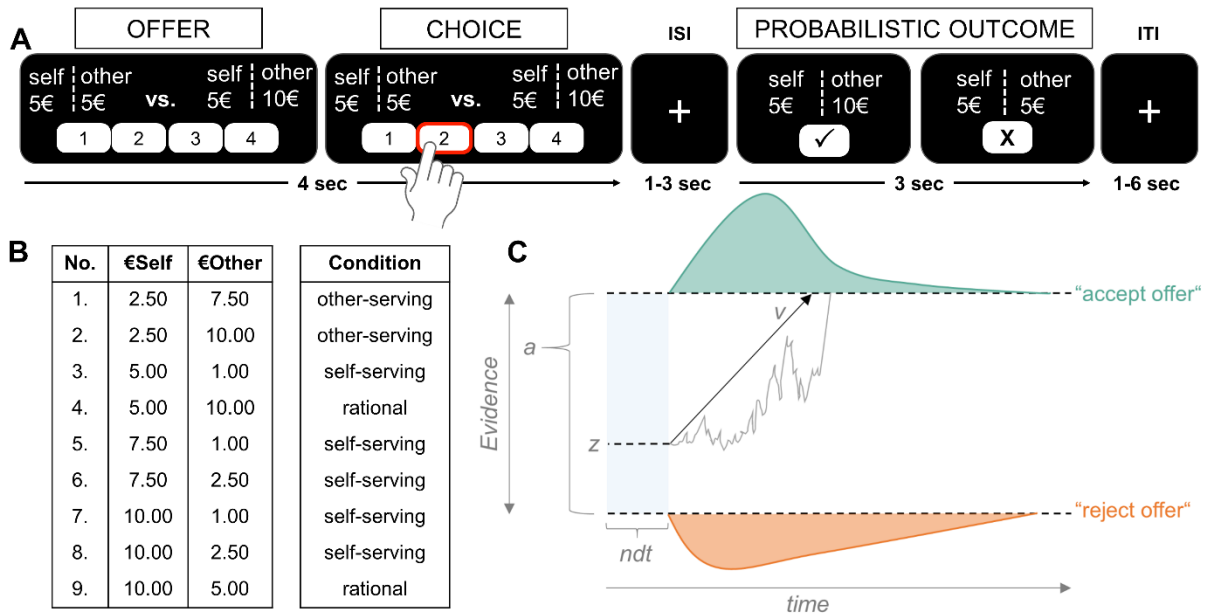 A
OFFER
CHOICE
ISI
PROBABILISTIC OUTCOME
ITI
self other self other
5€ 5€ vs. 5€ 10€
1 2 3 4
self other self other
5€ 5€ vs. 5€ 10€
1 2 3 4
+
self other
5€ 10€
✓
self other
5€ 5€
X
+
4 sec
1-3 sec
3 sec
1-6 sec
B
No. €Self €Other Condition
1. 2.50 7.50 other-serving
2. 2.50 10.00 other-serving
3. 5.00 1.00 self-serving
4. 5.00 10.00 rational
5. 7.50 1.00 self-serving
6. 7.50 2.50 self-serving
7. 10.00 1.00 self-serving
8. 10.00 2.50 self-serving
9. 10.00 5.00 rational
C
“accept offer“
v
a
Evidence
z
“reject offer“
ndt
time